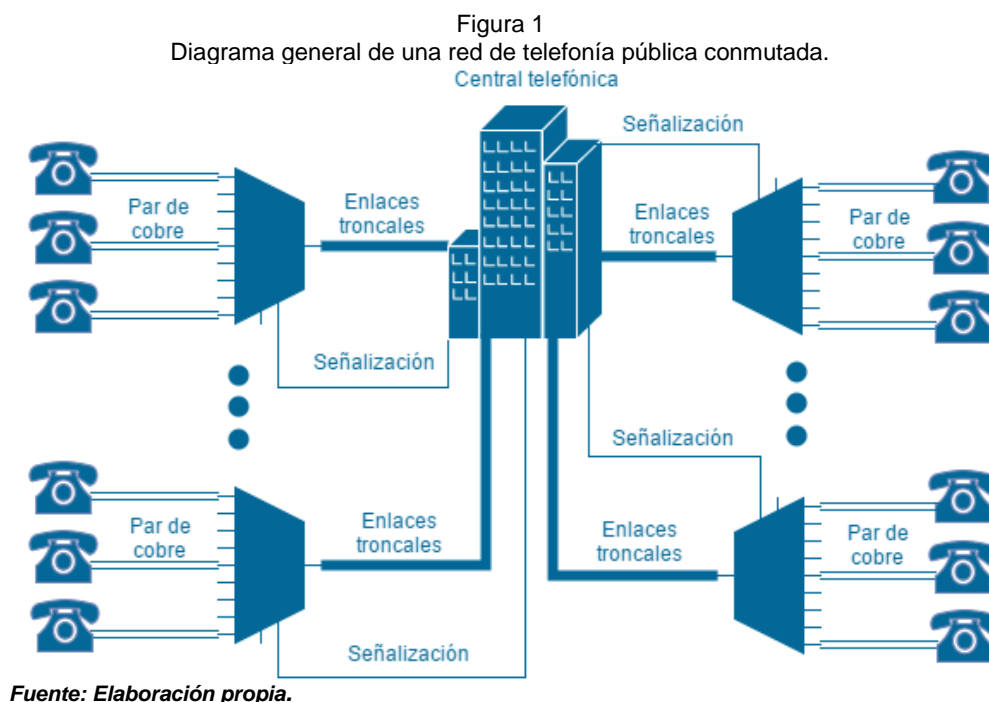 Figura 1
Diagrama general de una red de telefonía pública conmutada.
Central telefónica
Señalización
Par de
cobre
Enlaces
troncales
Enlaces
troncales
Par de
cobre
Señalización
Señalización
Par de
cobre
Enlaces
troncales
Enlaces
troncales
Par de
cobre
Señalización
Fuente: Elaboración propia.